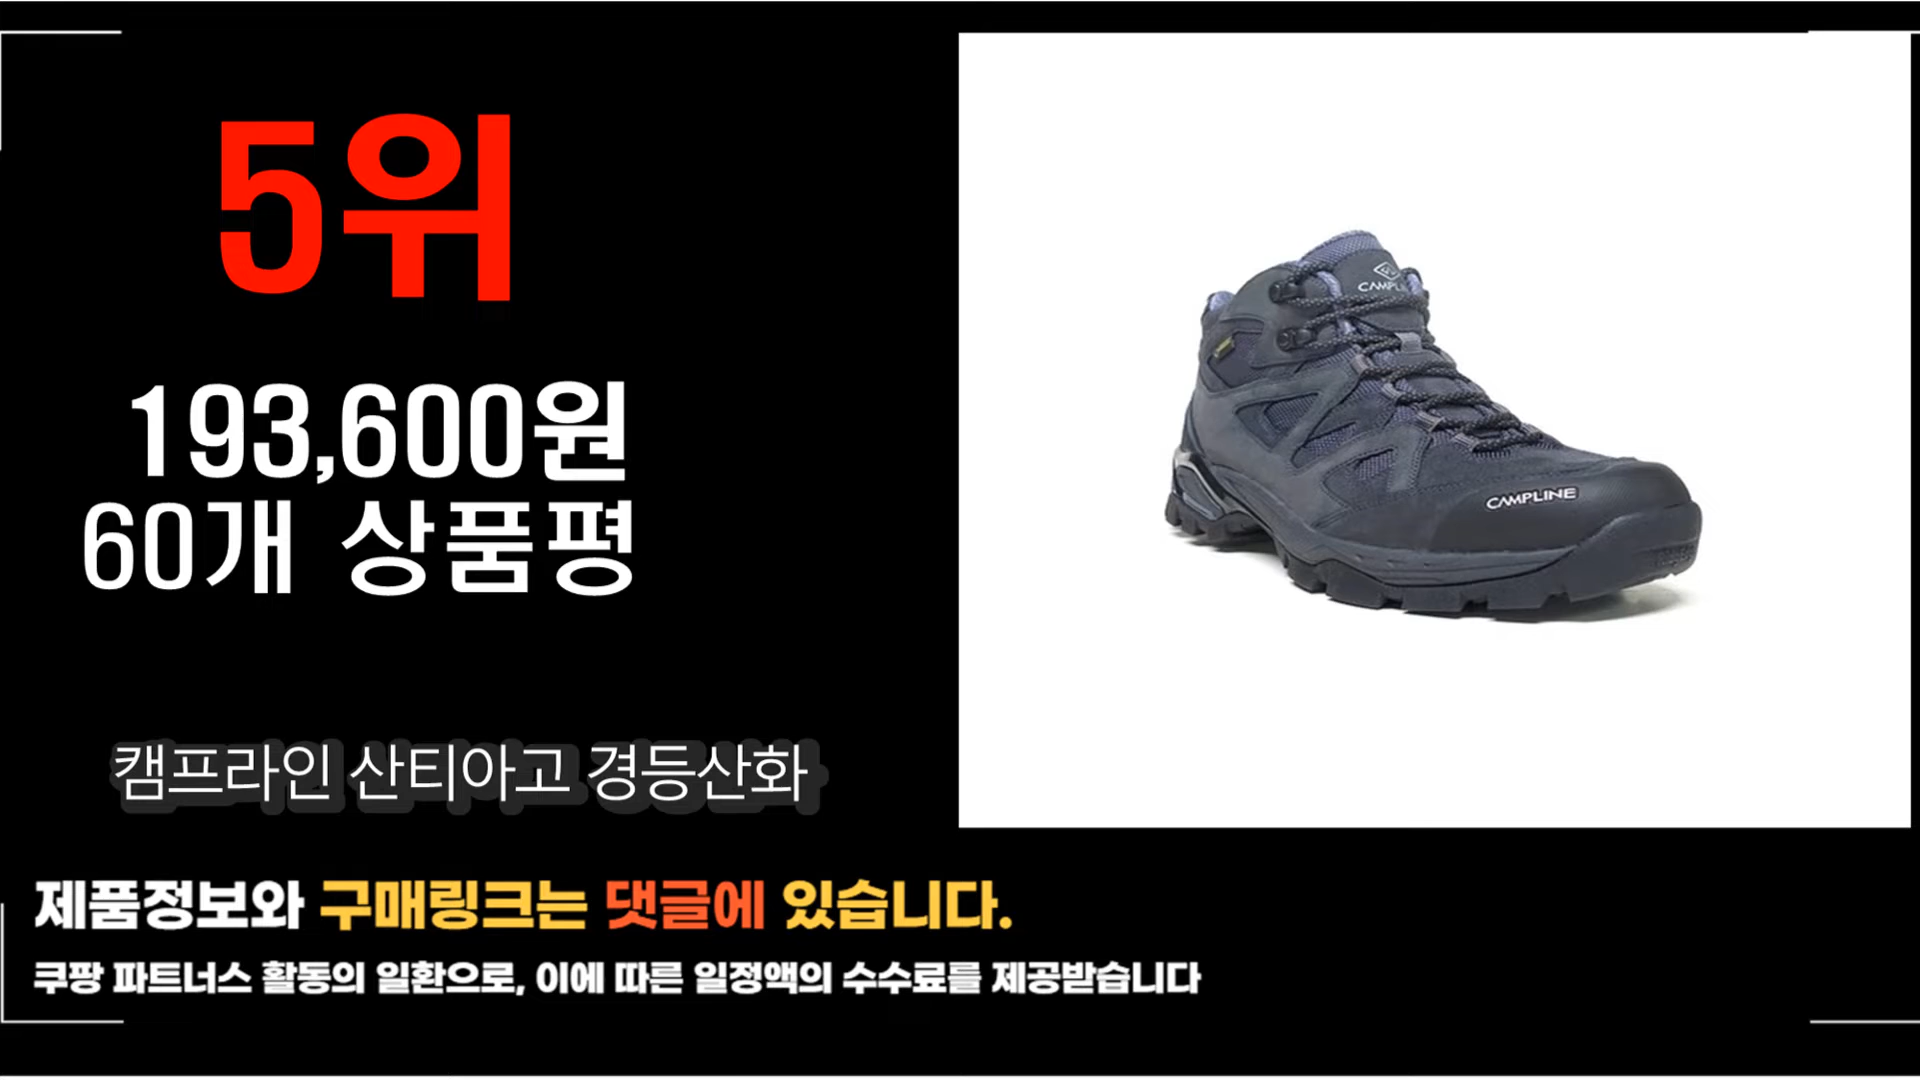 5위
193,600원
60개 상품평
캠프라인 산티아고 경등산화
제품정보와 구매링크는 댓글에 있습니다.
쿠팡 파트너스 활동의 일환으로, 이에 따른 일정액의 수수료를 제공받습니다
CAMPLINE